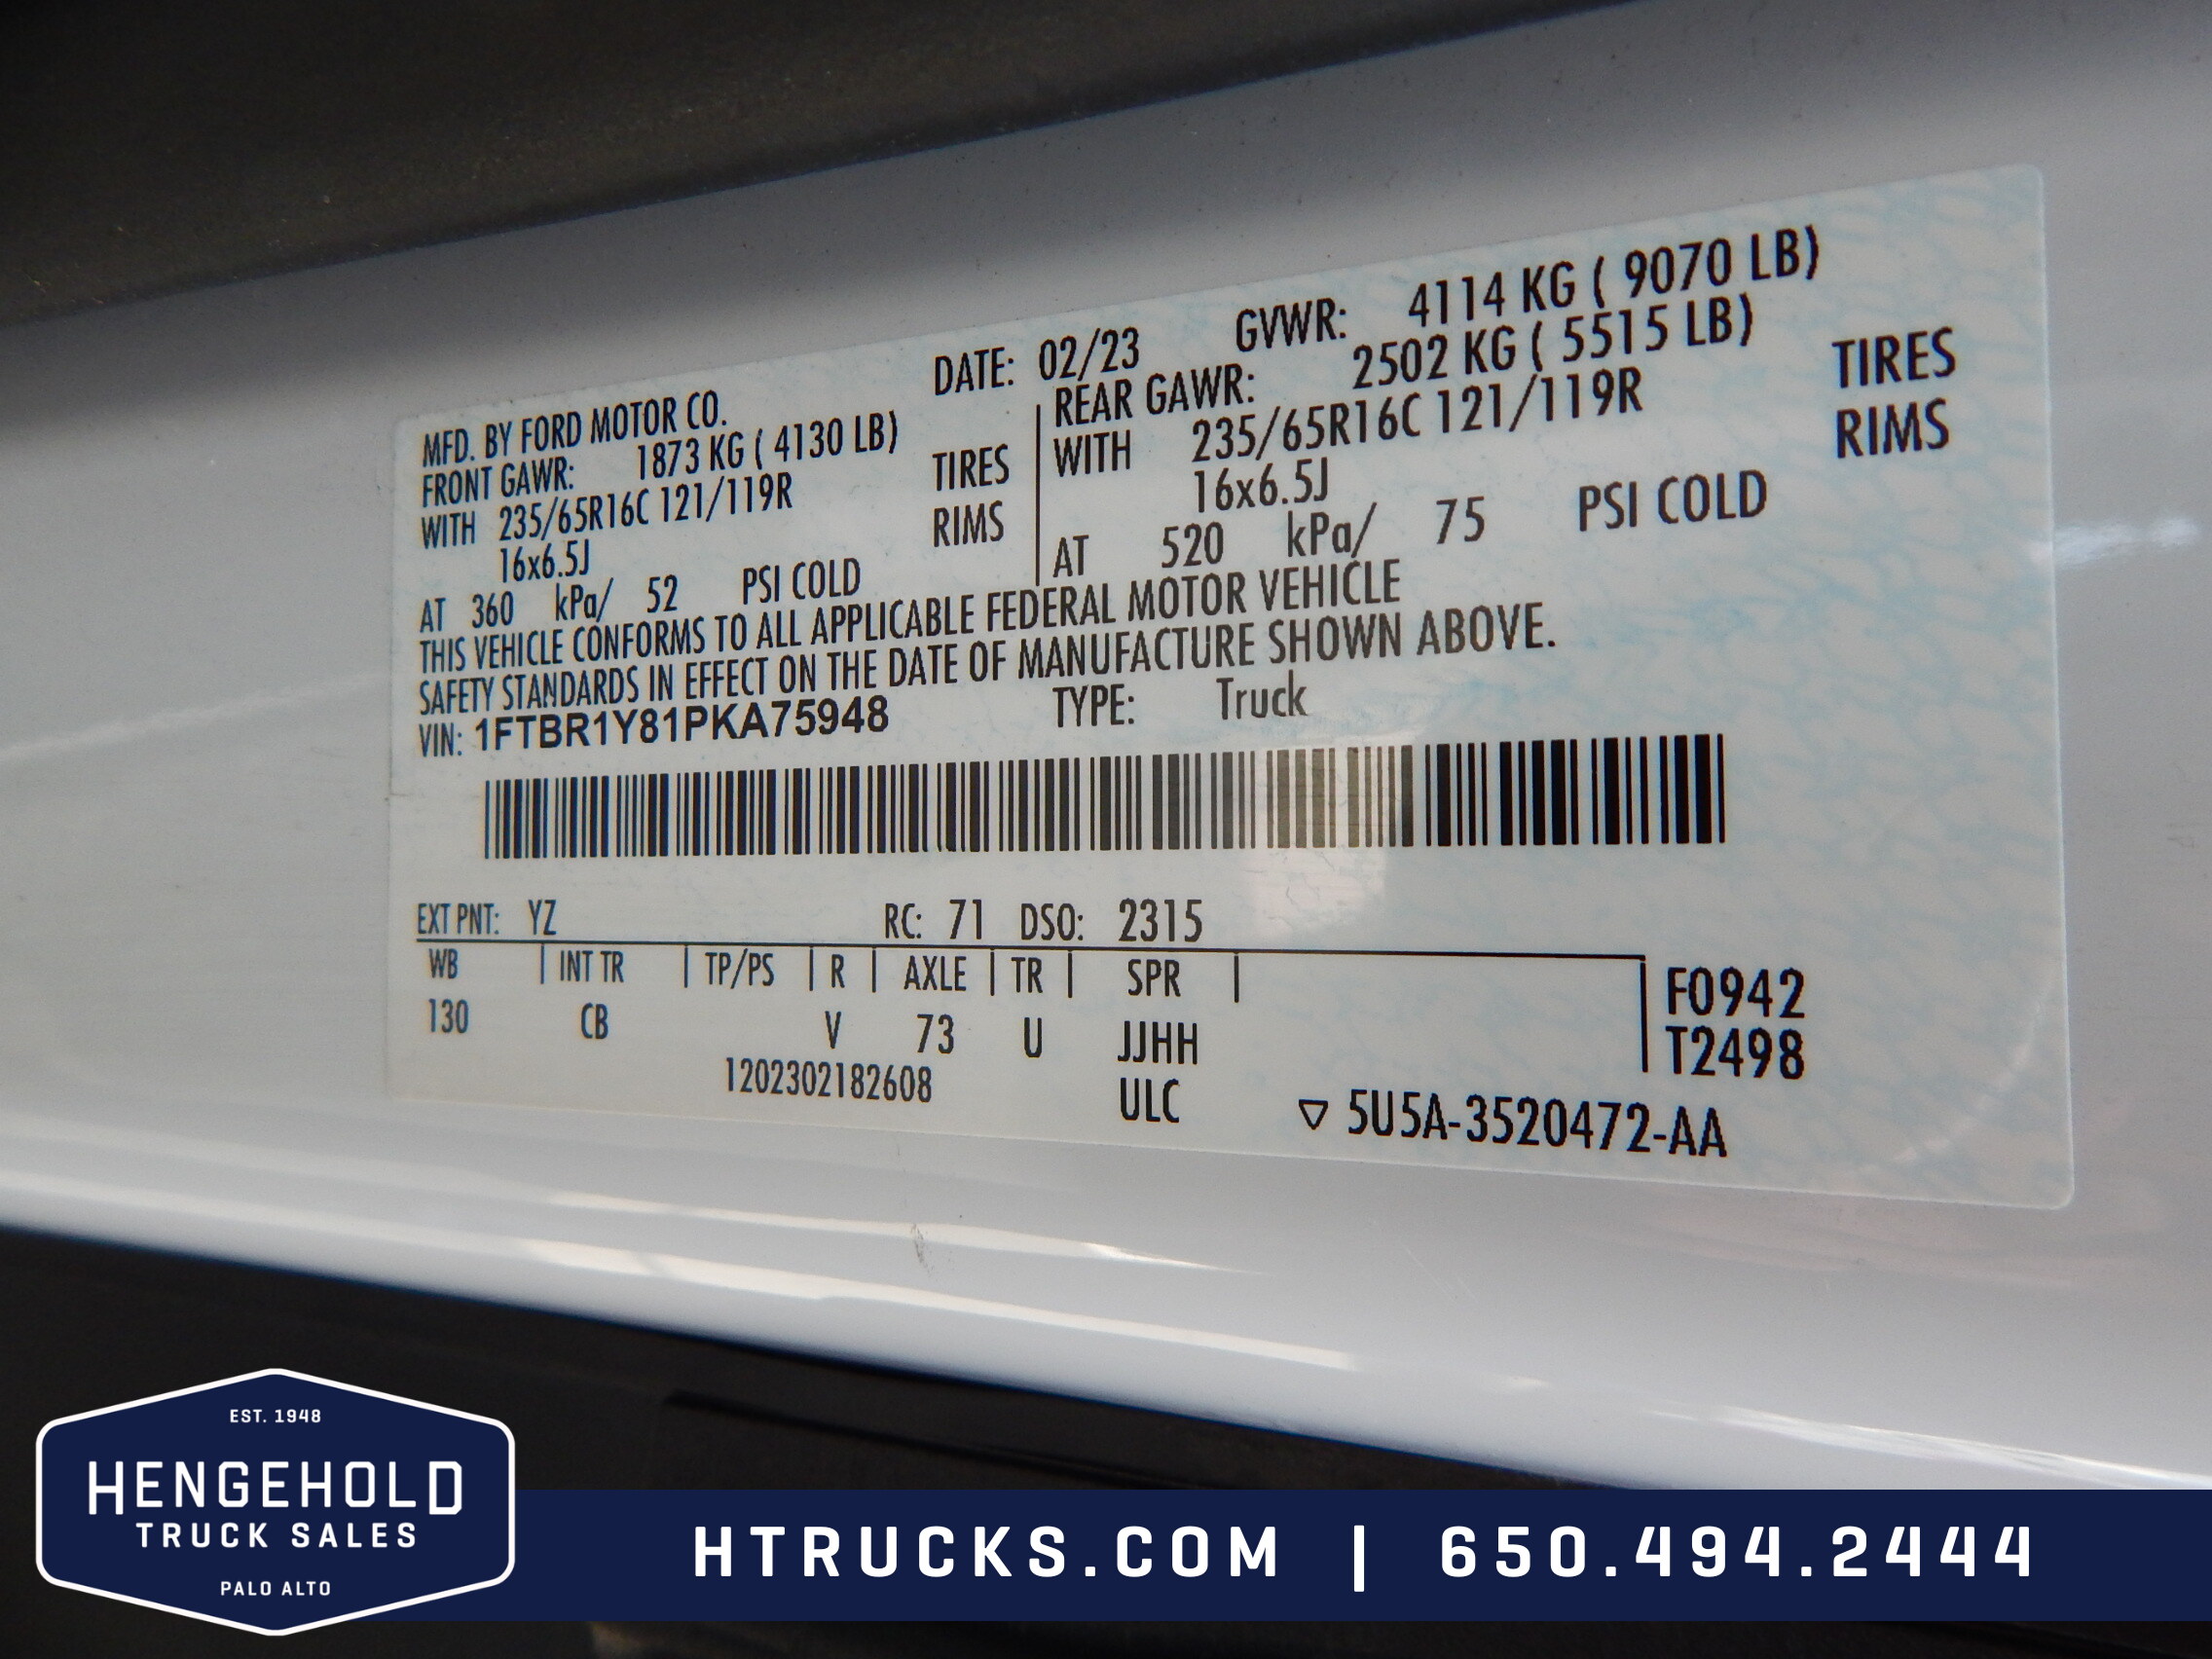 DATE: 02/23 GVWR: 4114 KG ( 9070 LB)
MFD. BY FORD MOTOR CO.
FRONT GAWR: 1873 KG ( 4130 LB)
WITH 235/65R16C 121/119R TIRES
16x6.5J RIMS
AT 360 kPa/ 52 PSI COLD
REAR GAWR: 2502 KG ( 5515 LB)
WITH 235/65R16C 121/119R TIRES
16x6.5J RIMS
AT 520 kPa/ 75 PSI COLD
THIS VEHICLE CONFORMS TO ALL APPLICABLE FEDERAL MOTOR VEHICLE
SAFETY STANDARDS IN EFFECT ON THE DATE OF MANUFACTURE SHOWN ABOVE.
VIN: 1FTBR1Y81PKA75948 TYPE: Truck
EXT PNT: YZ RC: 71 DSO: 2315
WB | INT TR | TP/PS | R | AXLE | TR | SPR |
130 CB V 73 U JJHH
1202302182608 ULC
F0942
T2498
▽ 5U5A-3520472-AA
EST. 1948
HENGEHOLD
TRUCK SALES
PALO ALTO
HTRUCKS.COM | 650.494.2444